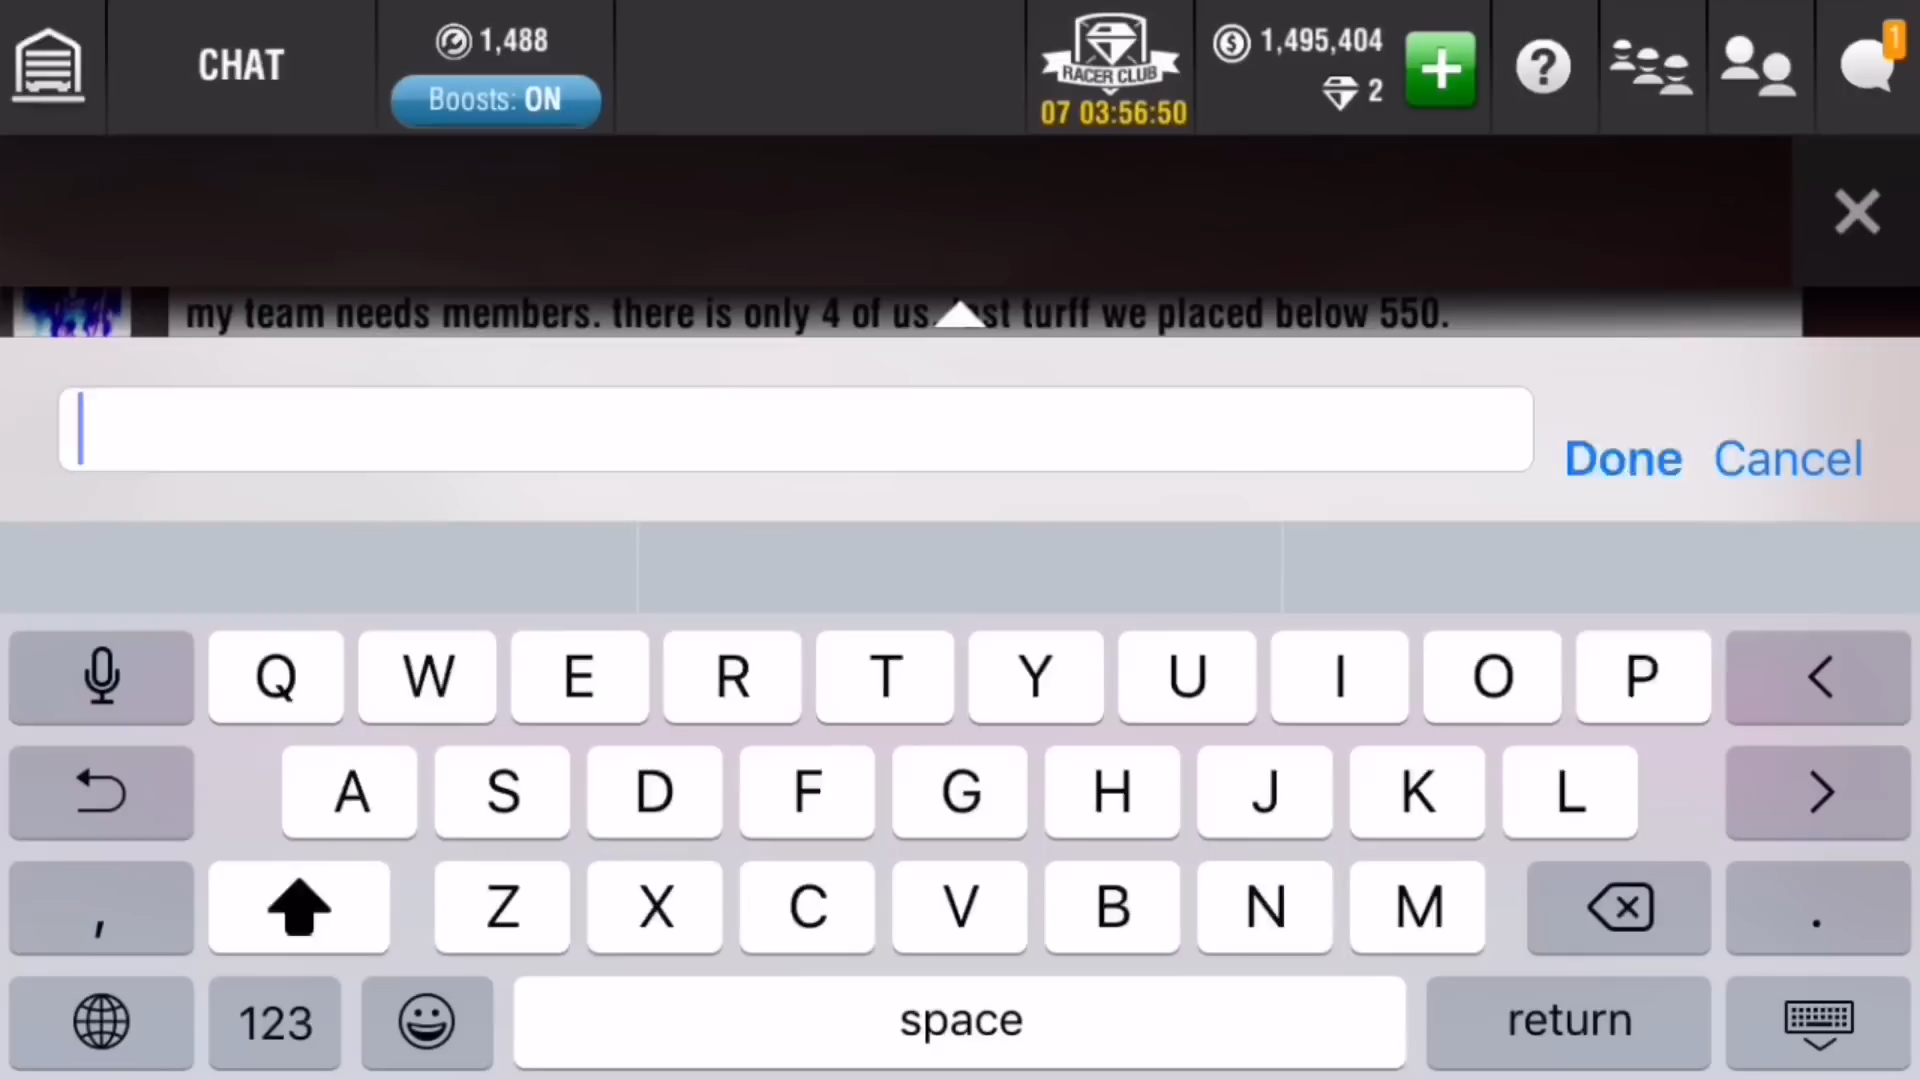 CHAT
1,488
Boosts: ON
RACER CLUB
07 03:56:50
1,495,404
2
?
1
my team needs members. there is only 4 of us. turff we placed below 550.
Done Cancel
Q W E R T Y U I O P
A S D F G H J K L
, Z X C V B N M .
123 space return